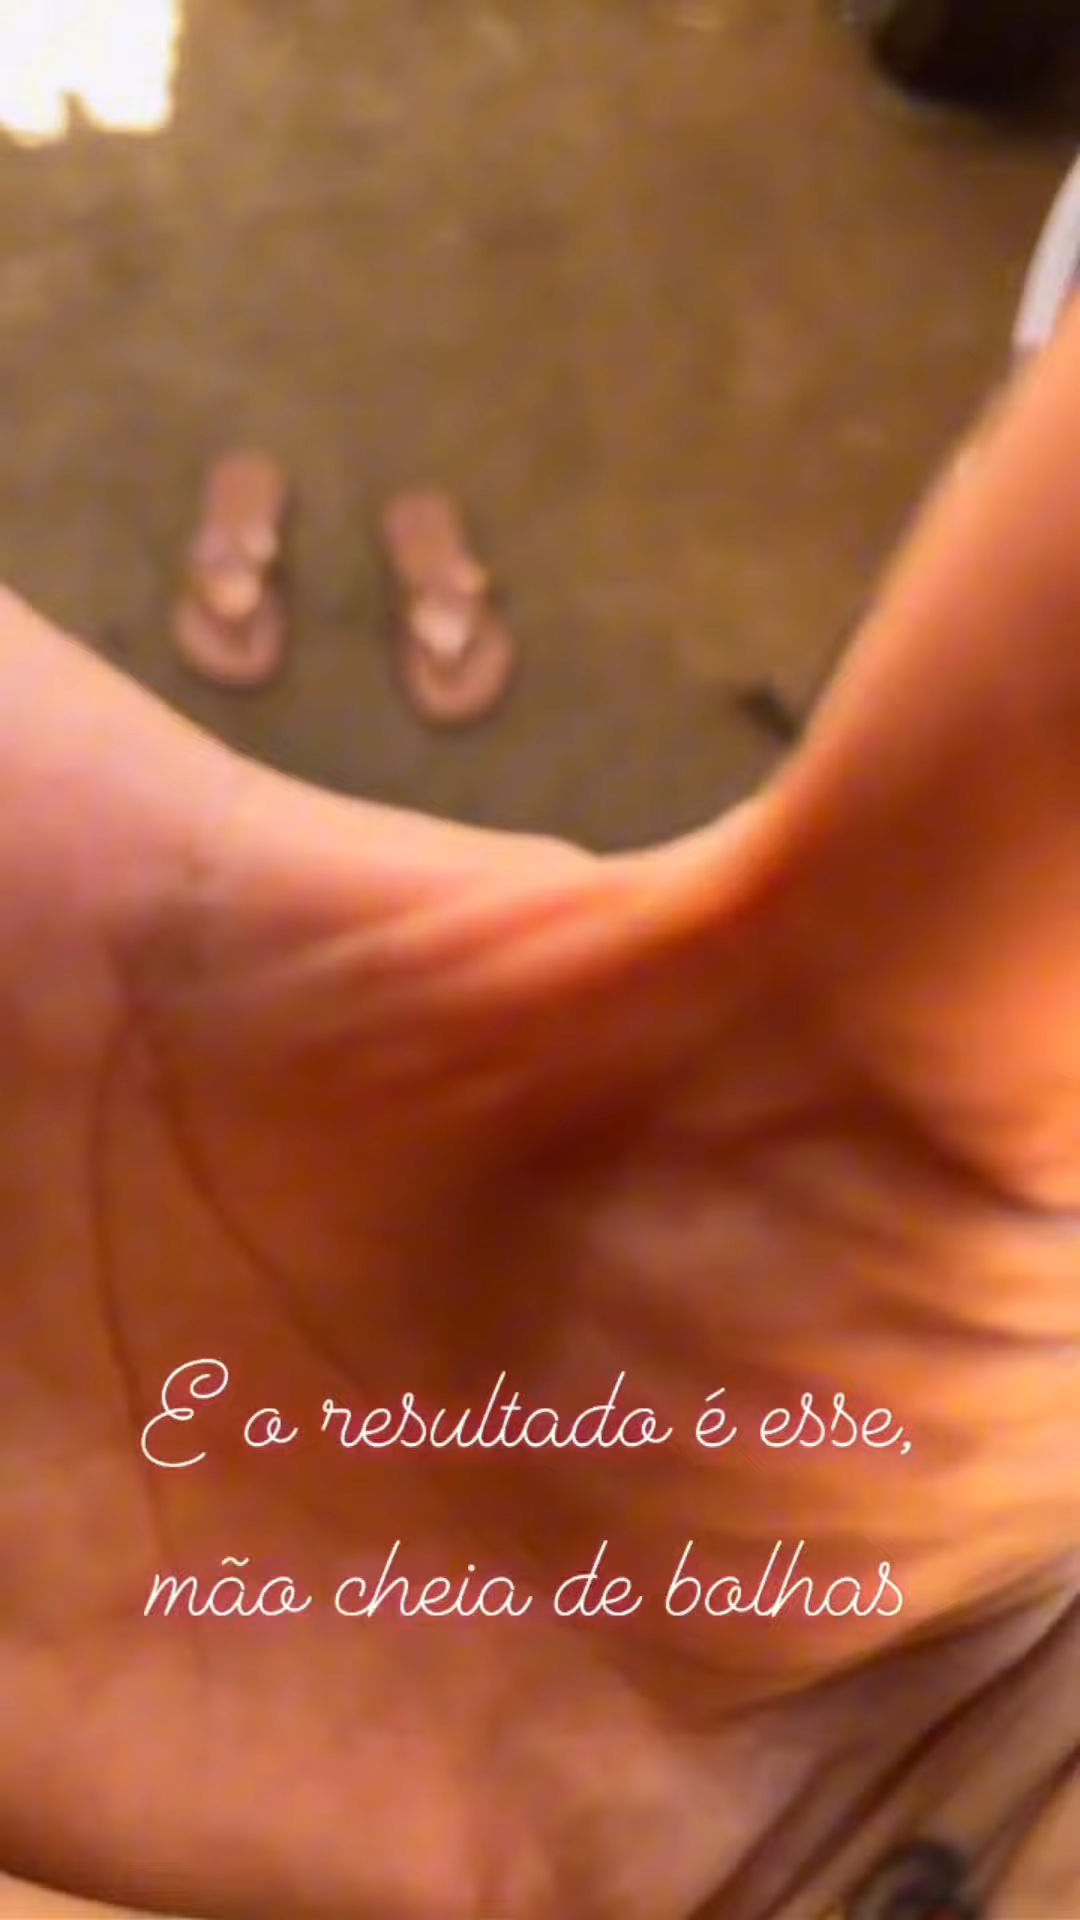 E o resultado é esse,
mão cheia de bolhas